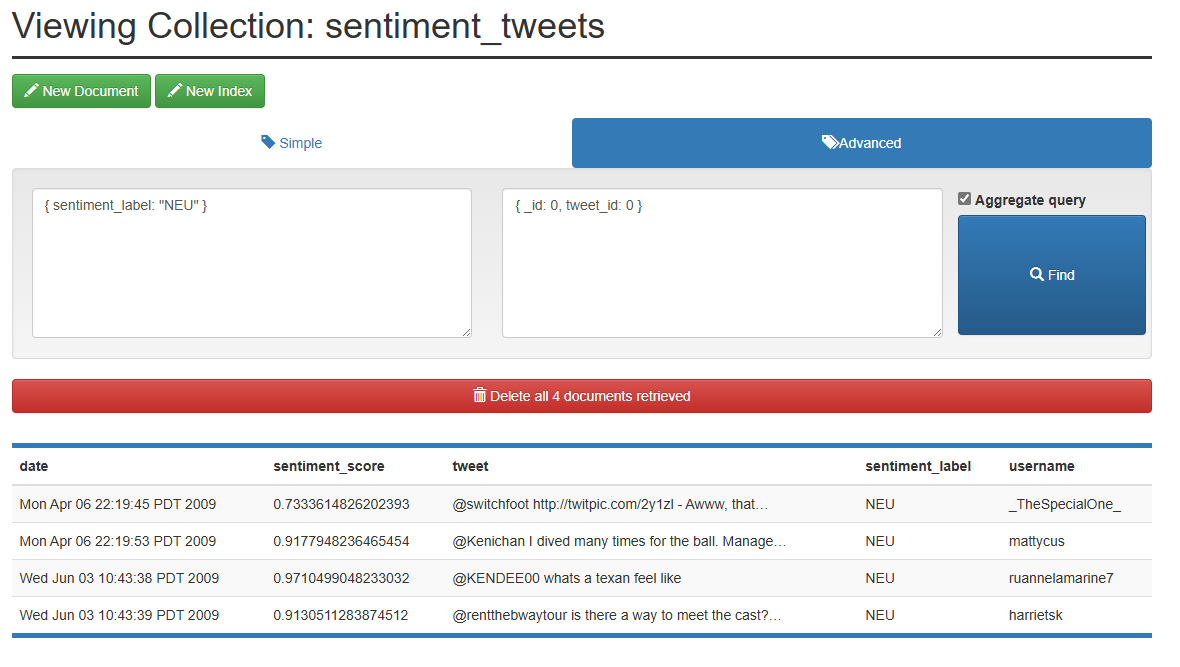 Viewing Collection: sentiment_tweets
New Document New Index
Simple Advanced
{ sentiment_label: "NEU" } { _id: 0, tweet_id: 0 } Aggregate query
Find
Delete all 4 documents retrieved
date sentiment_score tweet sentiment_label username
Mon Apr 06 22:19:45 PDT 2009 0.7333614826202393 @switchfoot http://twitpic.com/2y1zl - Awww, that… NEU _TheSpecialOne_
Mon Apr 06 22:19:53 PDT 2009 0.9177948236465454 @Kenichan I dived many times for the ball. Manage… NEU mattycus
Wed Jun 03 10:43:38 PDT 2009 0.9710499048233032 @KENDEE00 whats a texan feel like NEU ruannelamarine7
Wed Jun 03 10:43:39 PDT 2009 0.9130511283874512 @rentthebwaytour is there a way to meet the cast?… NEU harrietsk